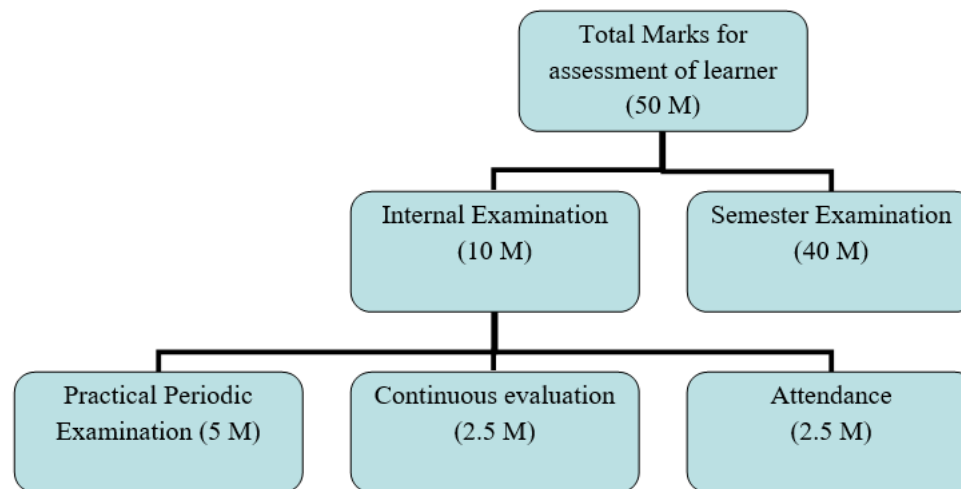 Total Marks for
assessment of learner
(50 M)
Internal Examination
(10 M)
Semester Examination
(40 M)
Practical Periodic
Examination (5 M)
Continuous evaluation
(2.5 M)
Attendance
(2.5 M)